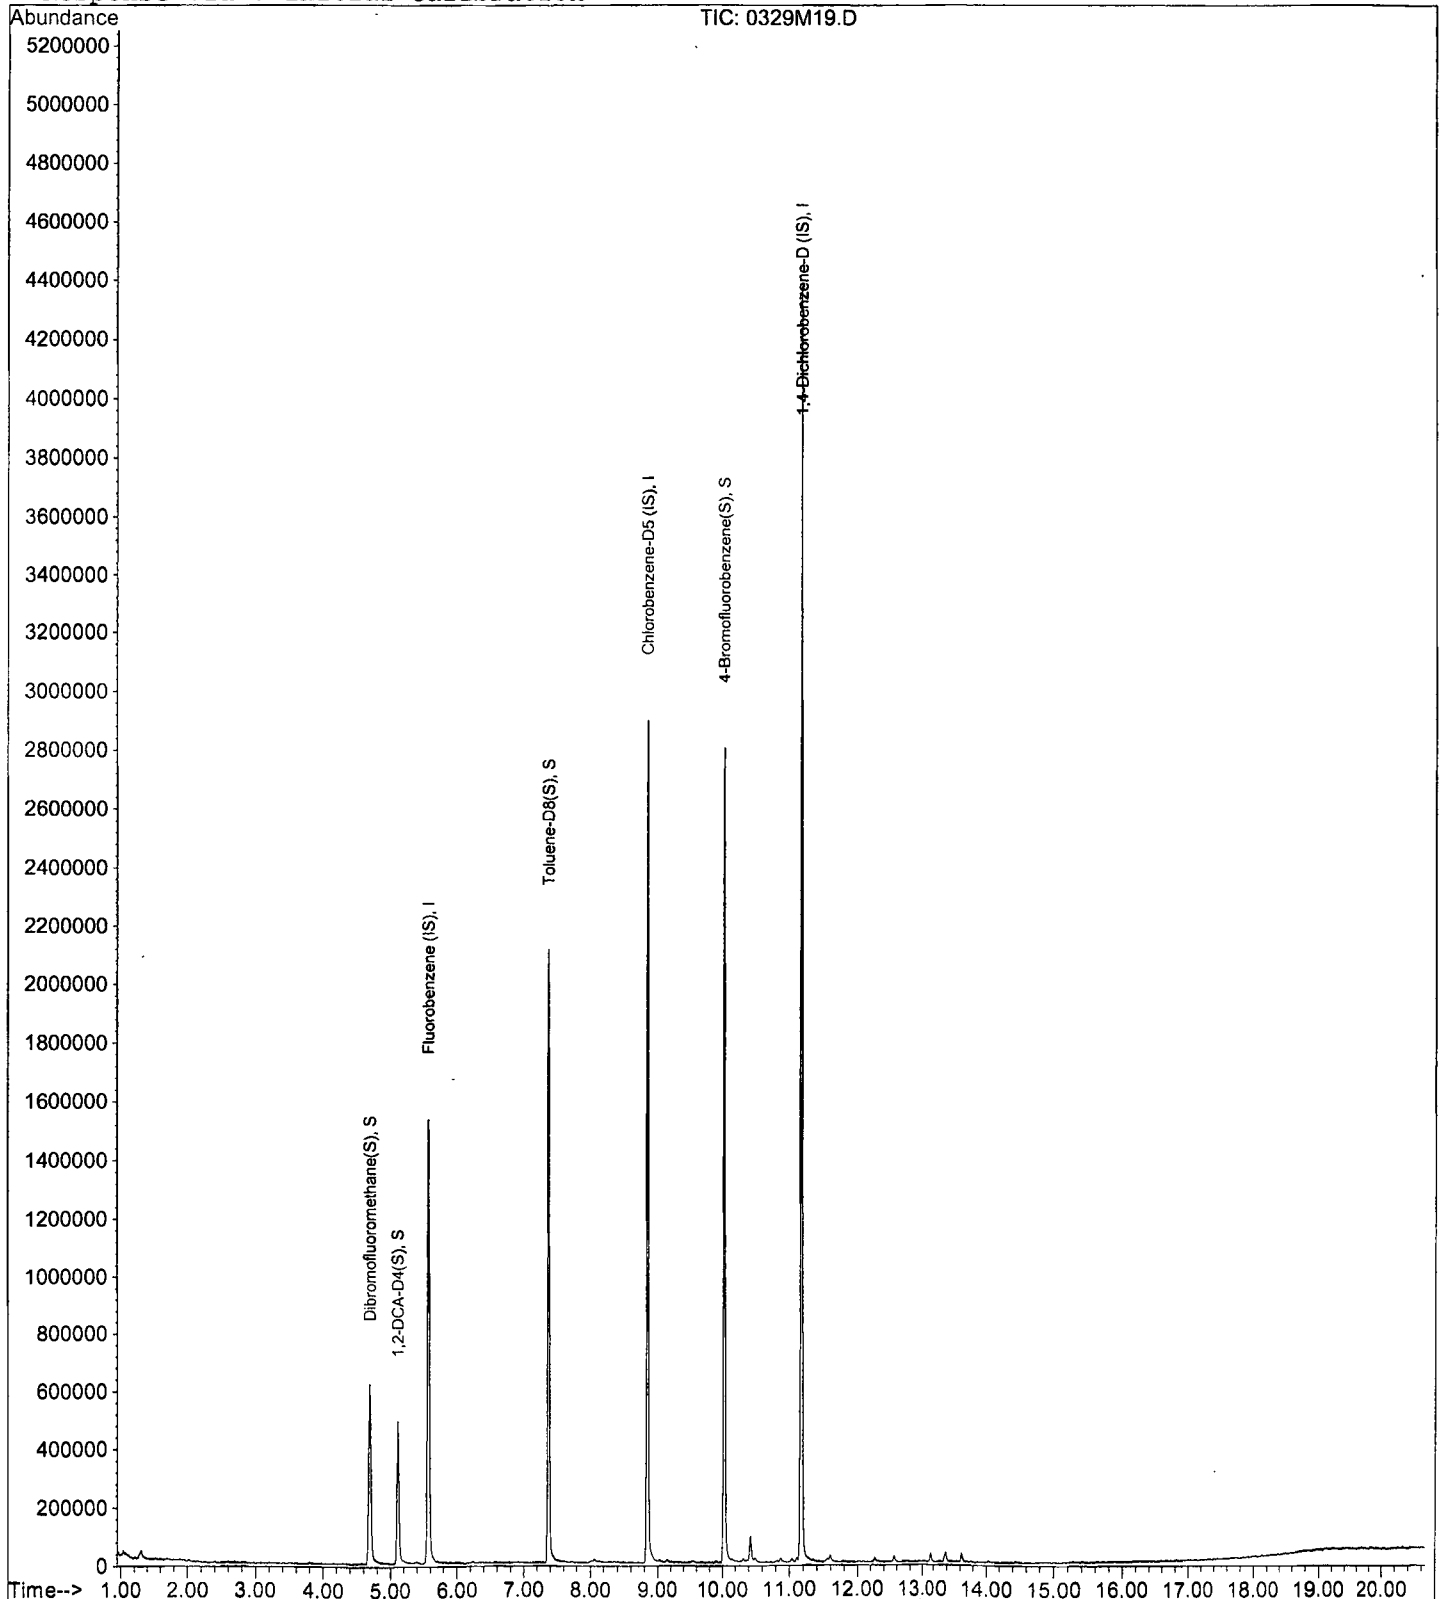 Abundance
TIC: 0329M19.D
5200000
5000000
4800000
4600000
4400000
4200000
4000000
3800000
3600000
3400000
3200000
3000000
2800000
2600000
2400000
2200000
2000000
1800000
1600000
1400000
1200000
1000000
800000
600000
400000
200000
0
Dibromofluoromethane(S), S
1,2-DCA-D4(S), S
Fluorobenzene (IS), I
Toluene-D8(S), S
Chlorobenzene-D5 (IS), I
4-Bromofluorobenzene(S), S
1,4-Dichlorobenzene-D (IS), I
Time--> 1.00 2.00 3.00 4.00 5.00 6.00 7.00 8.00 9.00 10.00 11.00 12.00 13.00 14.00 15.00 16.00 17.00 18.00 19.00 20.00